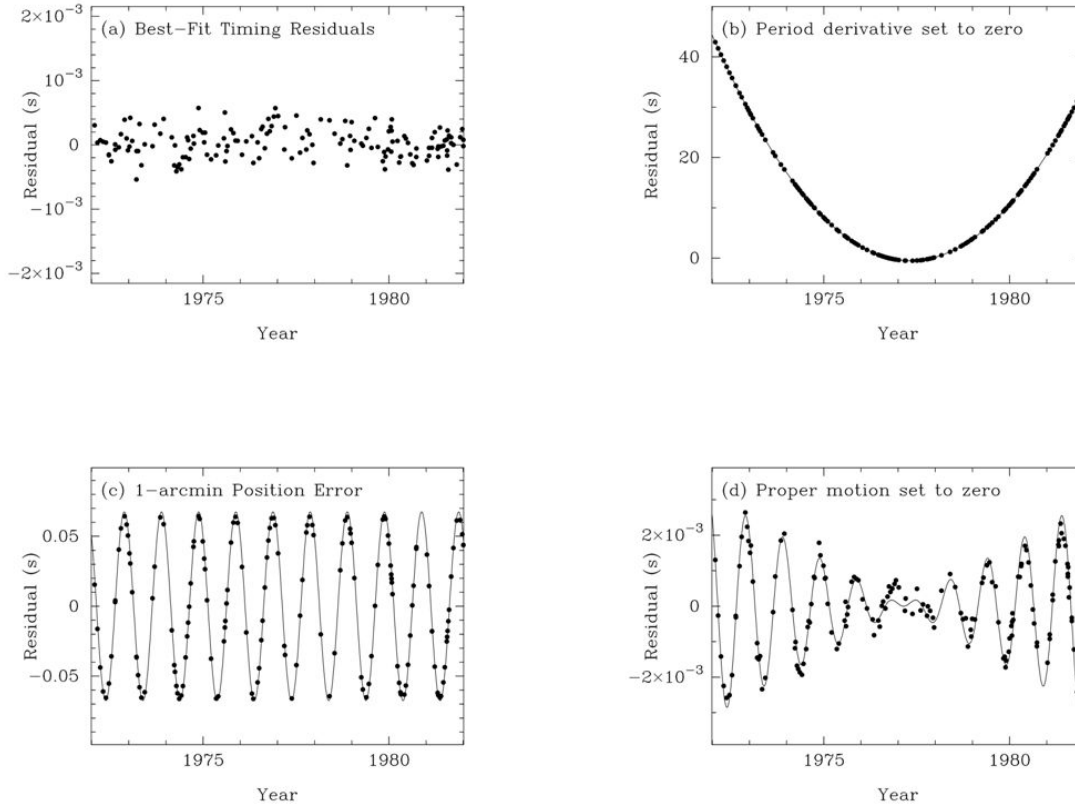 (a) Best−Fit Timing Residuals
2×10⁻³
10⁻³
0
−10⁻³
−2×10⁻³
Residual (s)
1975
1980
Year
(b) Period derivative set to zero
40
20
0
Residual (s)
1975
1980
Year
(c) 1−arcmin Position Error
0.05
0
−0.05
Residual (s)
1975
1980
Year
(d) Proper motion set to zero
2×10⁻³
0
−2×10⁻³
Residual (s)
1975
1980
Year